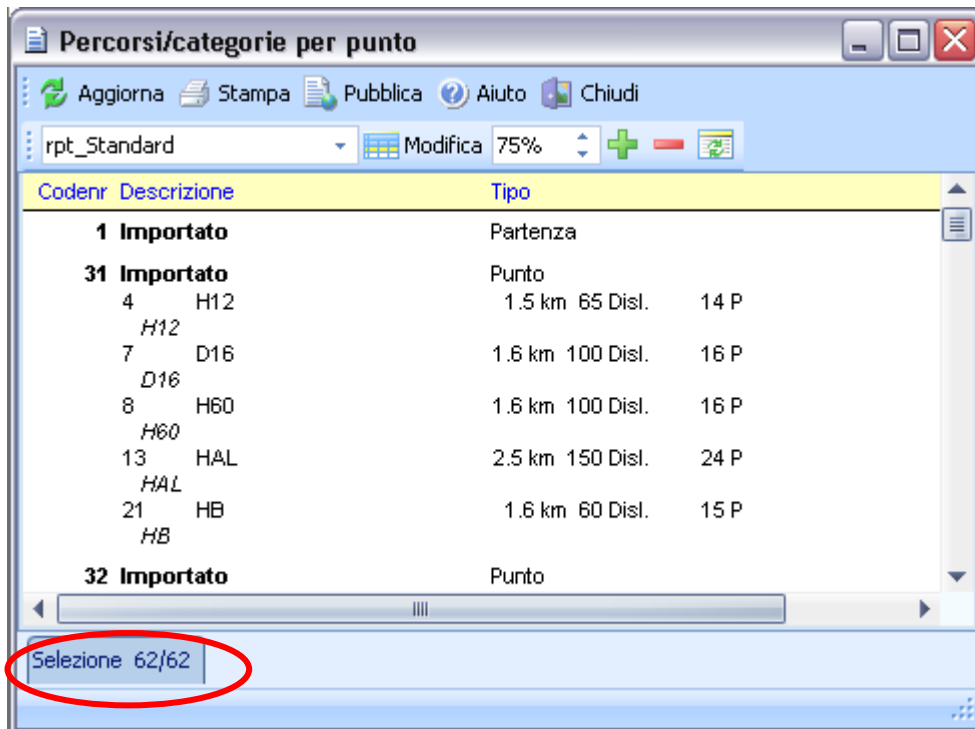 Percorsi/categorie per punto
Aggiorna Stampa Pubblica Aiuto Chiudi
rpt_Standard Modifica 75%
Codenr Descrizione Tipo
1 Importato Partenza
31 Importato Punto
4 H12 1.5 km 65 Disl. 14 P
H12
7 D16 1.6 km 100 Disl. 16 P
D16
8 H60 1.6 km 100 Disl. 16 P
H60
13 HAL 2.5 km 150 Disl. 24 P
HAL
21 HB 1.6 km 60 Disl. 15 P
HB
32 Importato Punto
Selezione 62/62